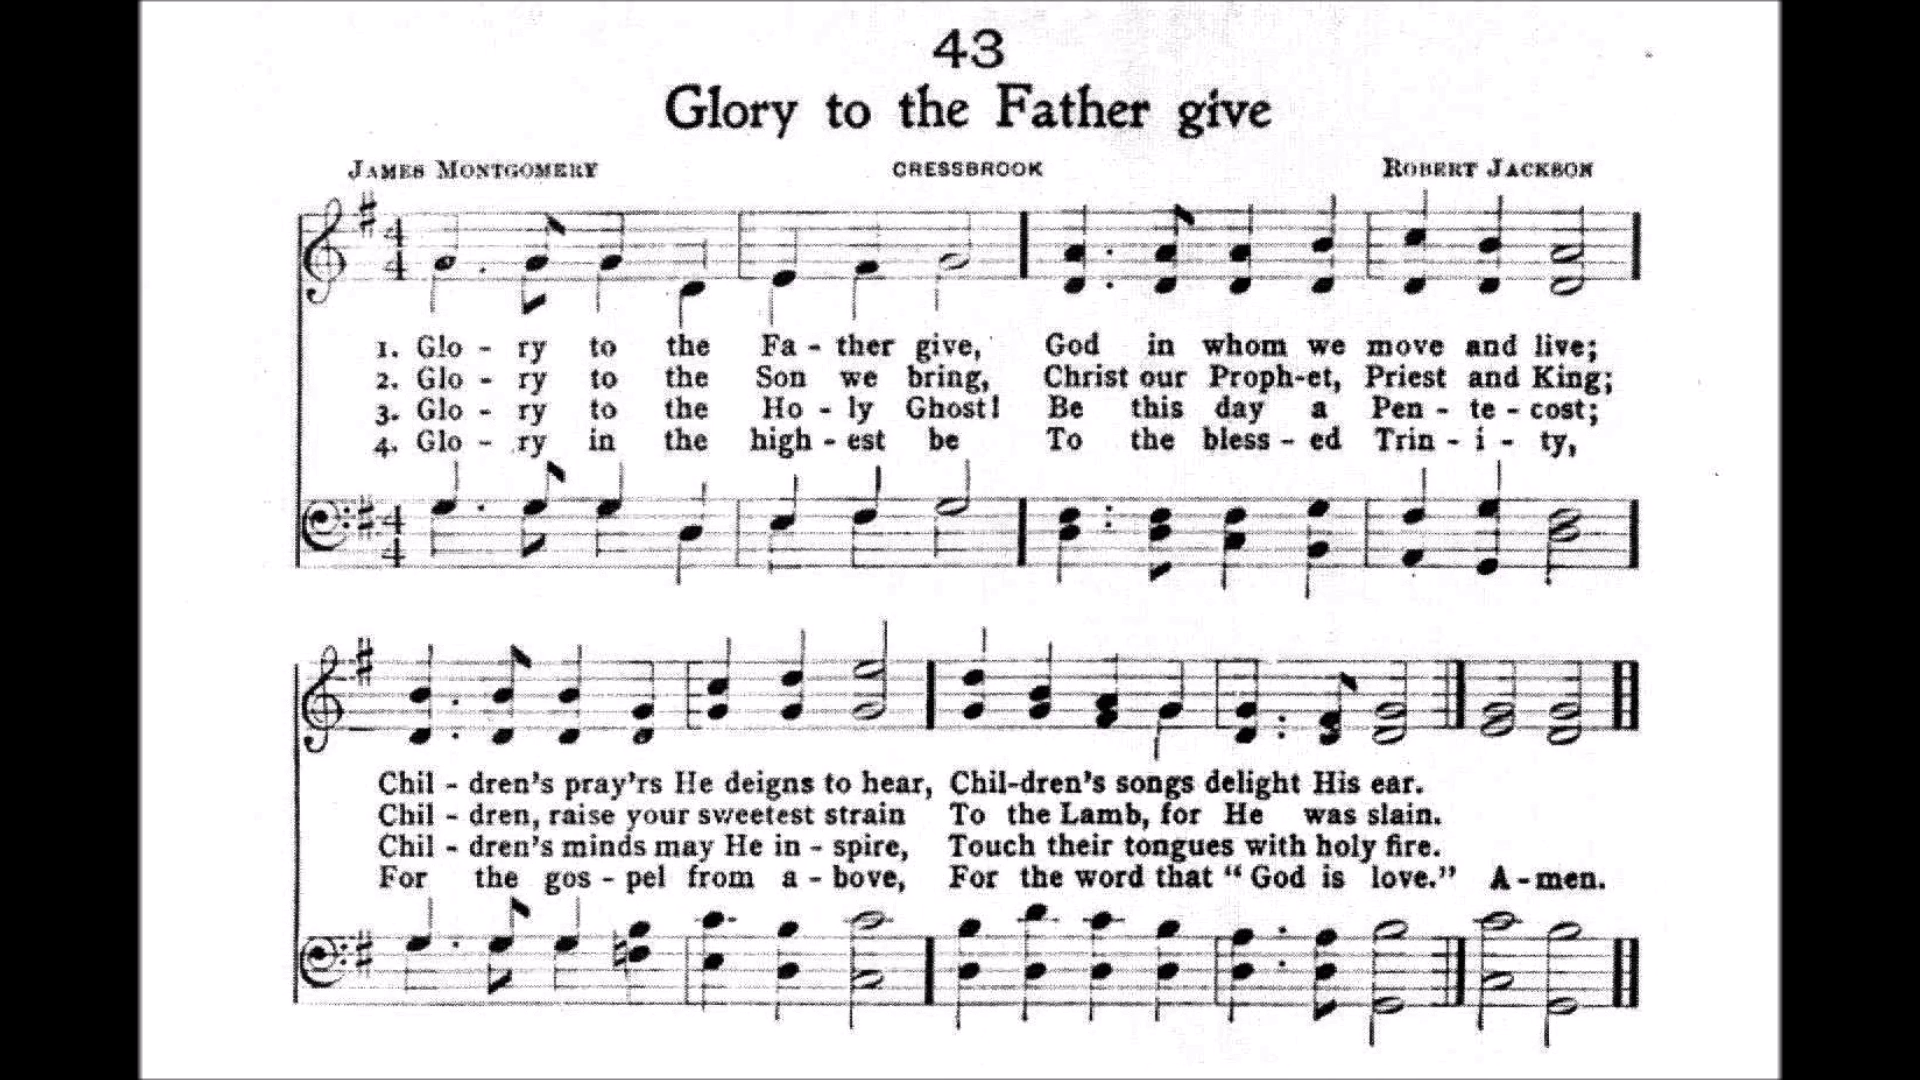 43
Glory to the Father give
JAMES MONTGOMERY CRESSBROOK ROBERT JACKSON
1. Glo - ry to the Fa - ther give, God in whom we move and live;
2. Glo - ry to the Son we bring, Christ our Proph-et, Priest and King;
3. Glo - ry to the Ho - ly Ghost! Be this day a Pen - te - cost;
4. Glo - ry in the high - est be To the bless - ed Trin - i - ty,
Chil - dren's pray'rs He deigns to hear, Chil-dren's songs delight His ear.
Chil - dren, raise your sweetest strain To the Lamb, for He was slain.
Chil - dren's minds may He in - spire, Touch their tongues with holy fire.
For the gos - pel from a - bove, For the word that "God is love." A-men.